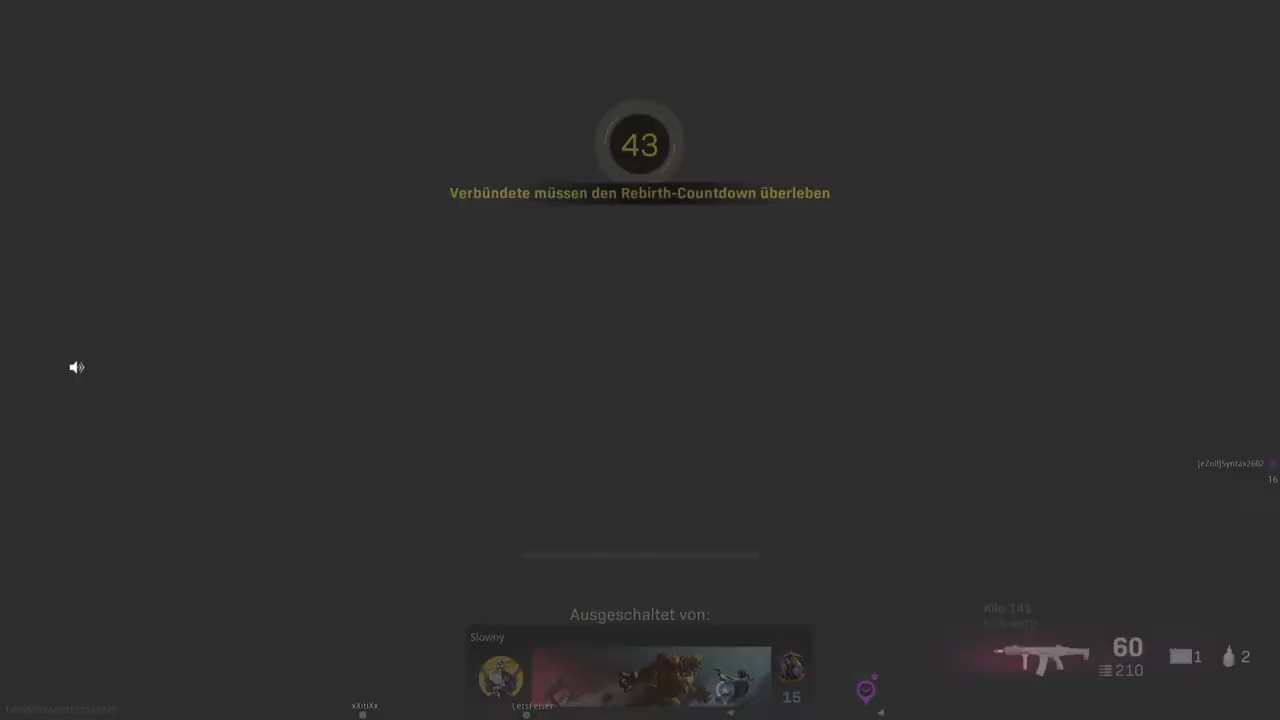 43
Verbündete müssen den Rebirth-Countdown überleben
[eZoll]Syntax2602
16
Ausgeschaltet von:
Slowny
15
Kilo 141
60
210
1
2
xXitiXx
LetsFelser